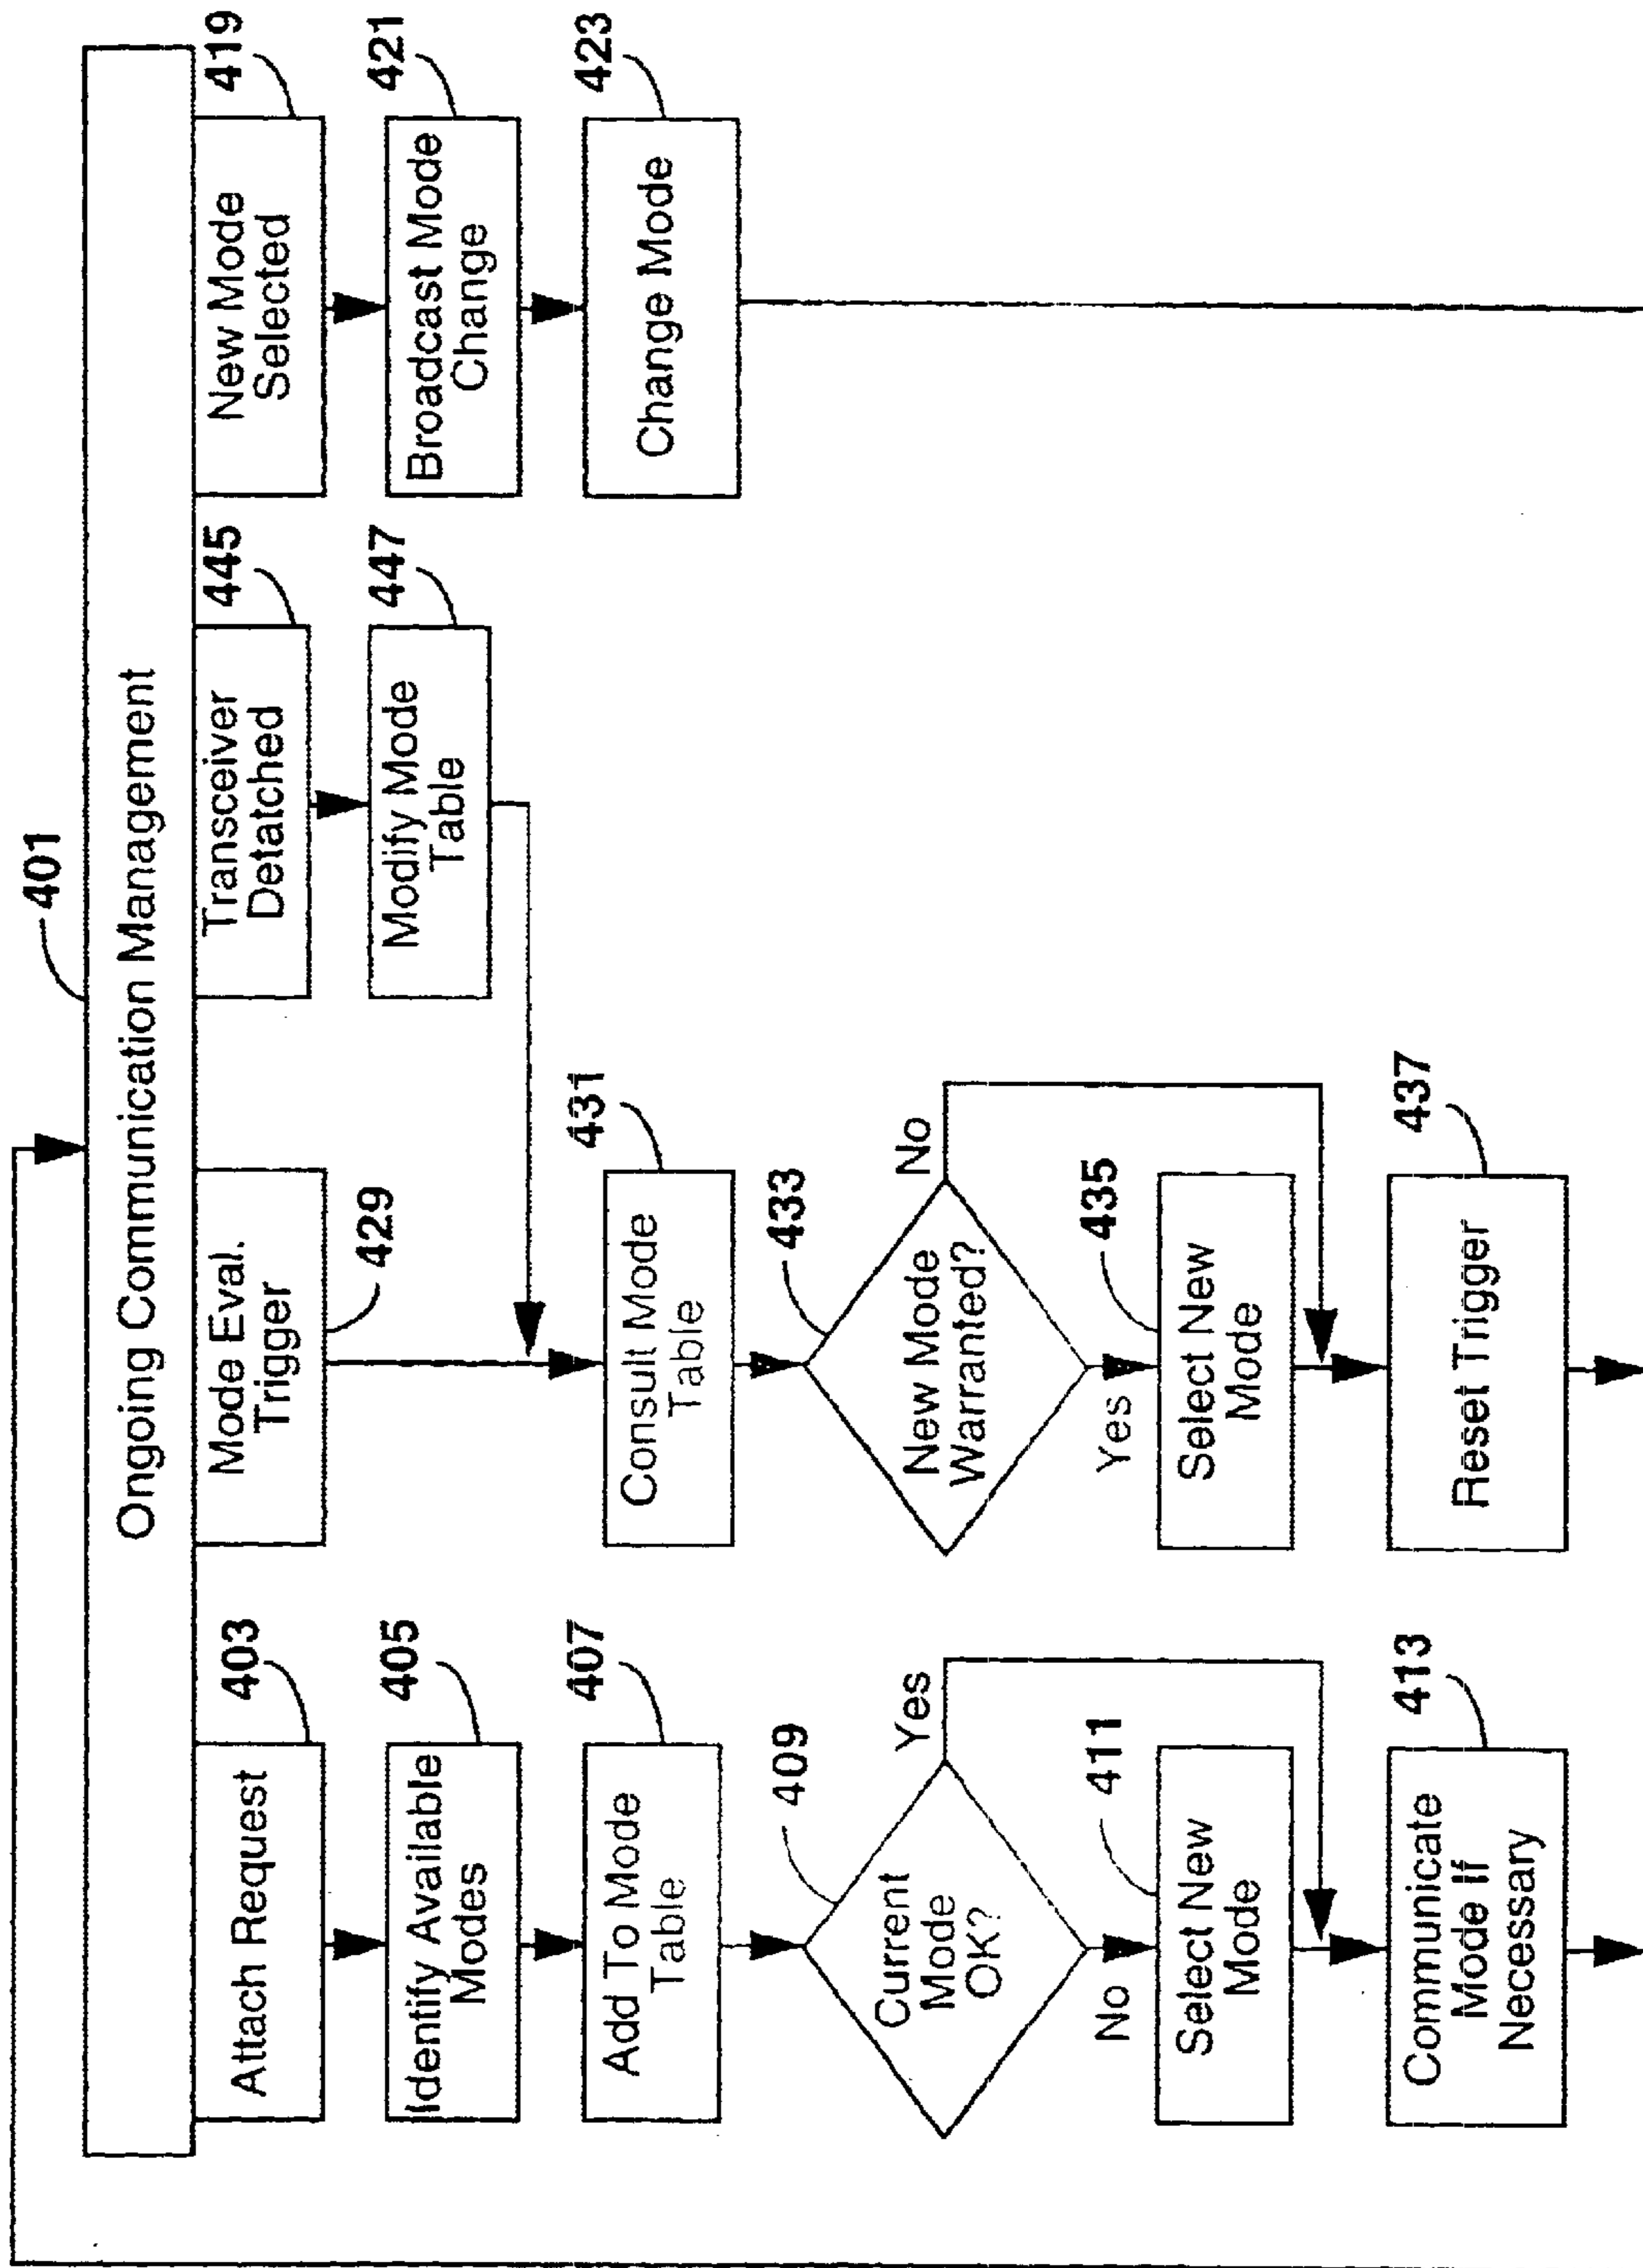 401
Ongoing Communication Management
Attach Request
403
Identify Available
Modes
405
Add To Mode
Table
407
Current
Mode
OK?
409
Yes
No
Select New
Mode
411
Communicate
Mode If
Necessary
413
Mode Eval.
Trigger
429
Consult Mode
Table
431
New Mode
Warranted?
433
No
Yes
Select New
Mode
435
Reset Trigger
437
Transceiver
Detatched
445
Modify Mode
Table
447
New Mode
Selected
419
Broadcast Mode
Change
421
Change Mode
423